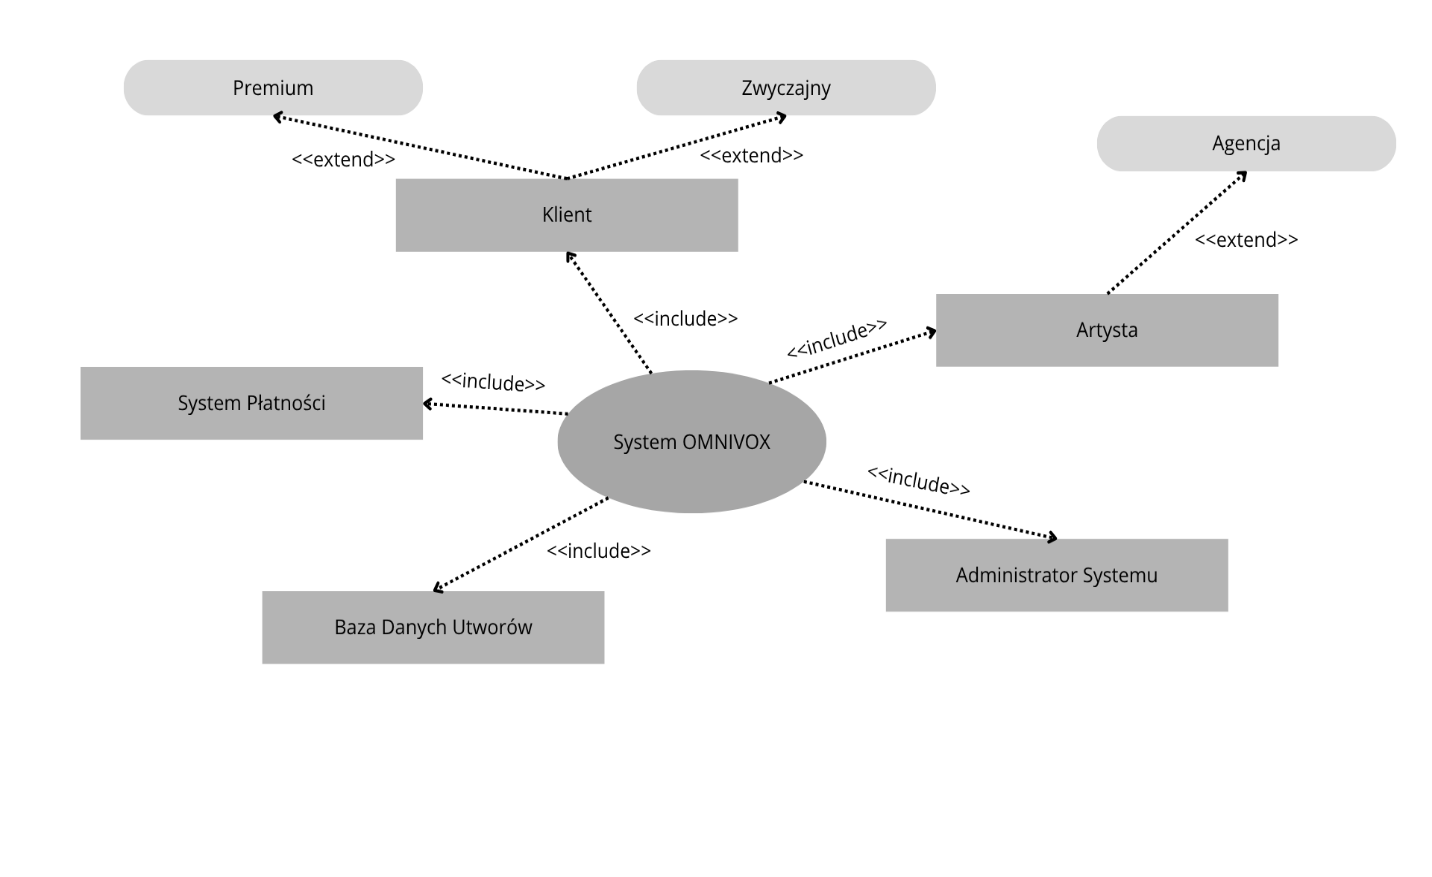 Premium
Zwyczajny
Agencja
<<extend>>
<<extend>>
Klient
<<extend>>
<<include>>
<<include>>
Artysta
<<include>>
System Płatności
System OMNIVOX
<<include>>
<<include>>
Administrator Systemu
Baza Danych Utworów